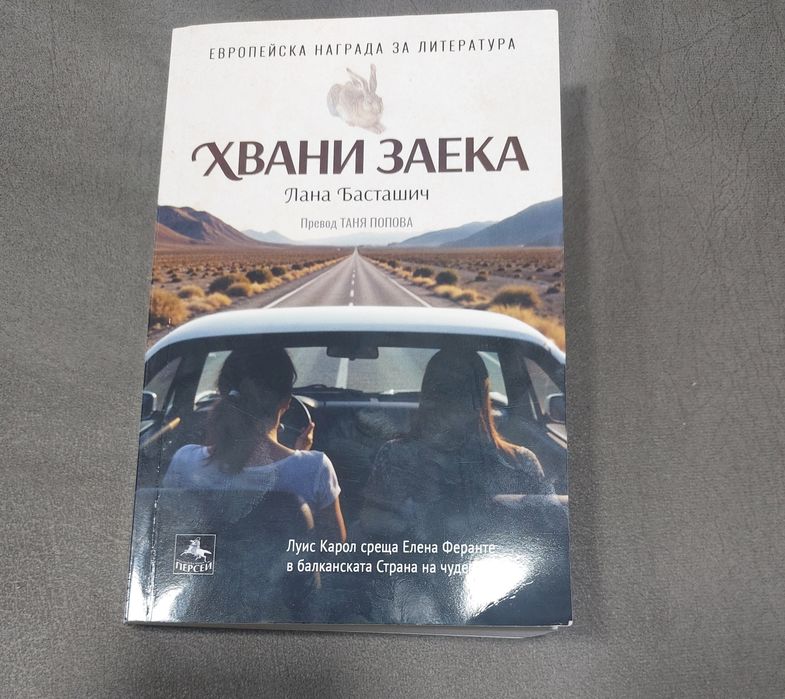 ЕВРОПЕЙСКА НАГРАДА ЗА ЛИТЕРАТУРА
ХВАНИ ЗАЕКА
Лана Басташич
Превод ТАНЯ ПОПОВА
Луис Карол среща Елена Феранте
в балканската Страна на
ПЕРСЕЙ